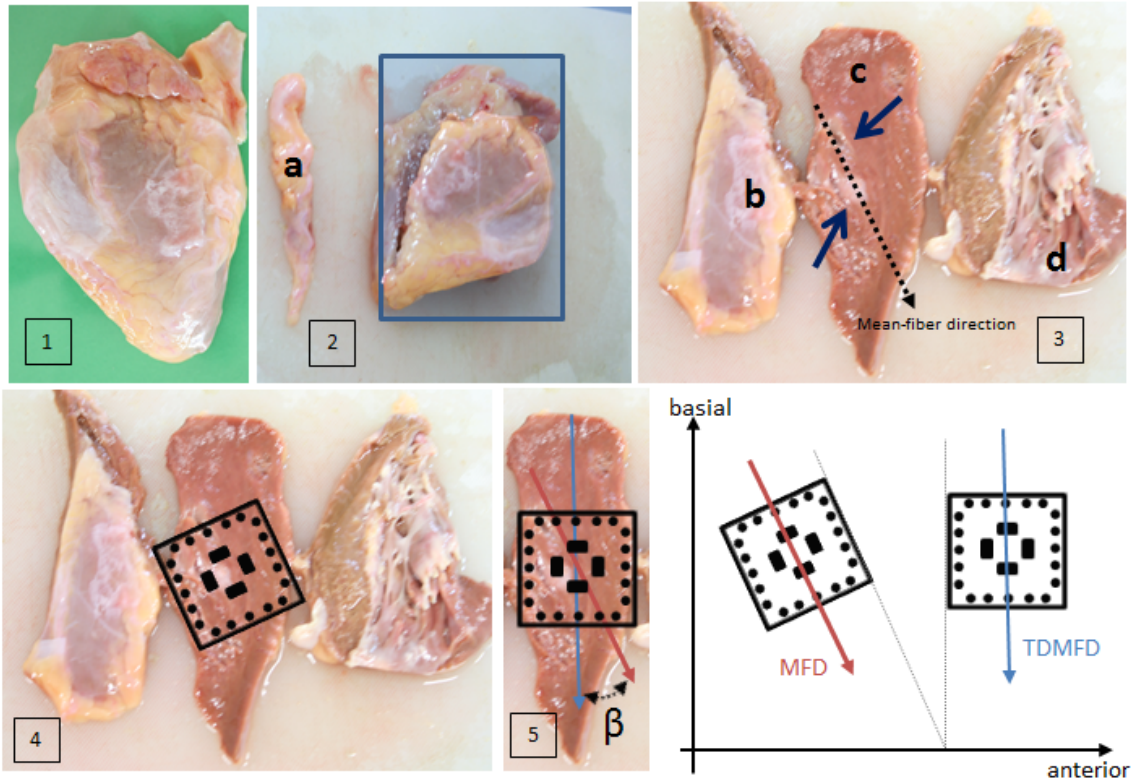 1
a
2
c
b
d
Mean-fiber direction
3
4
β
5
basial
MFD
TDMFD
anterior